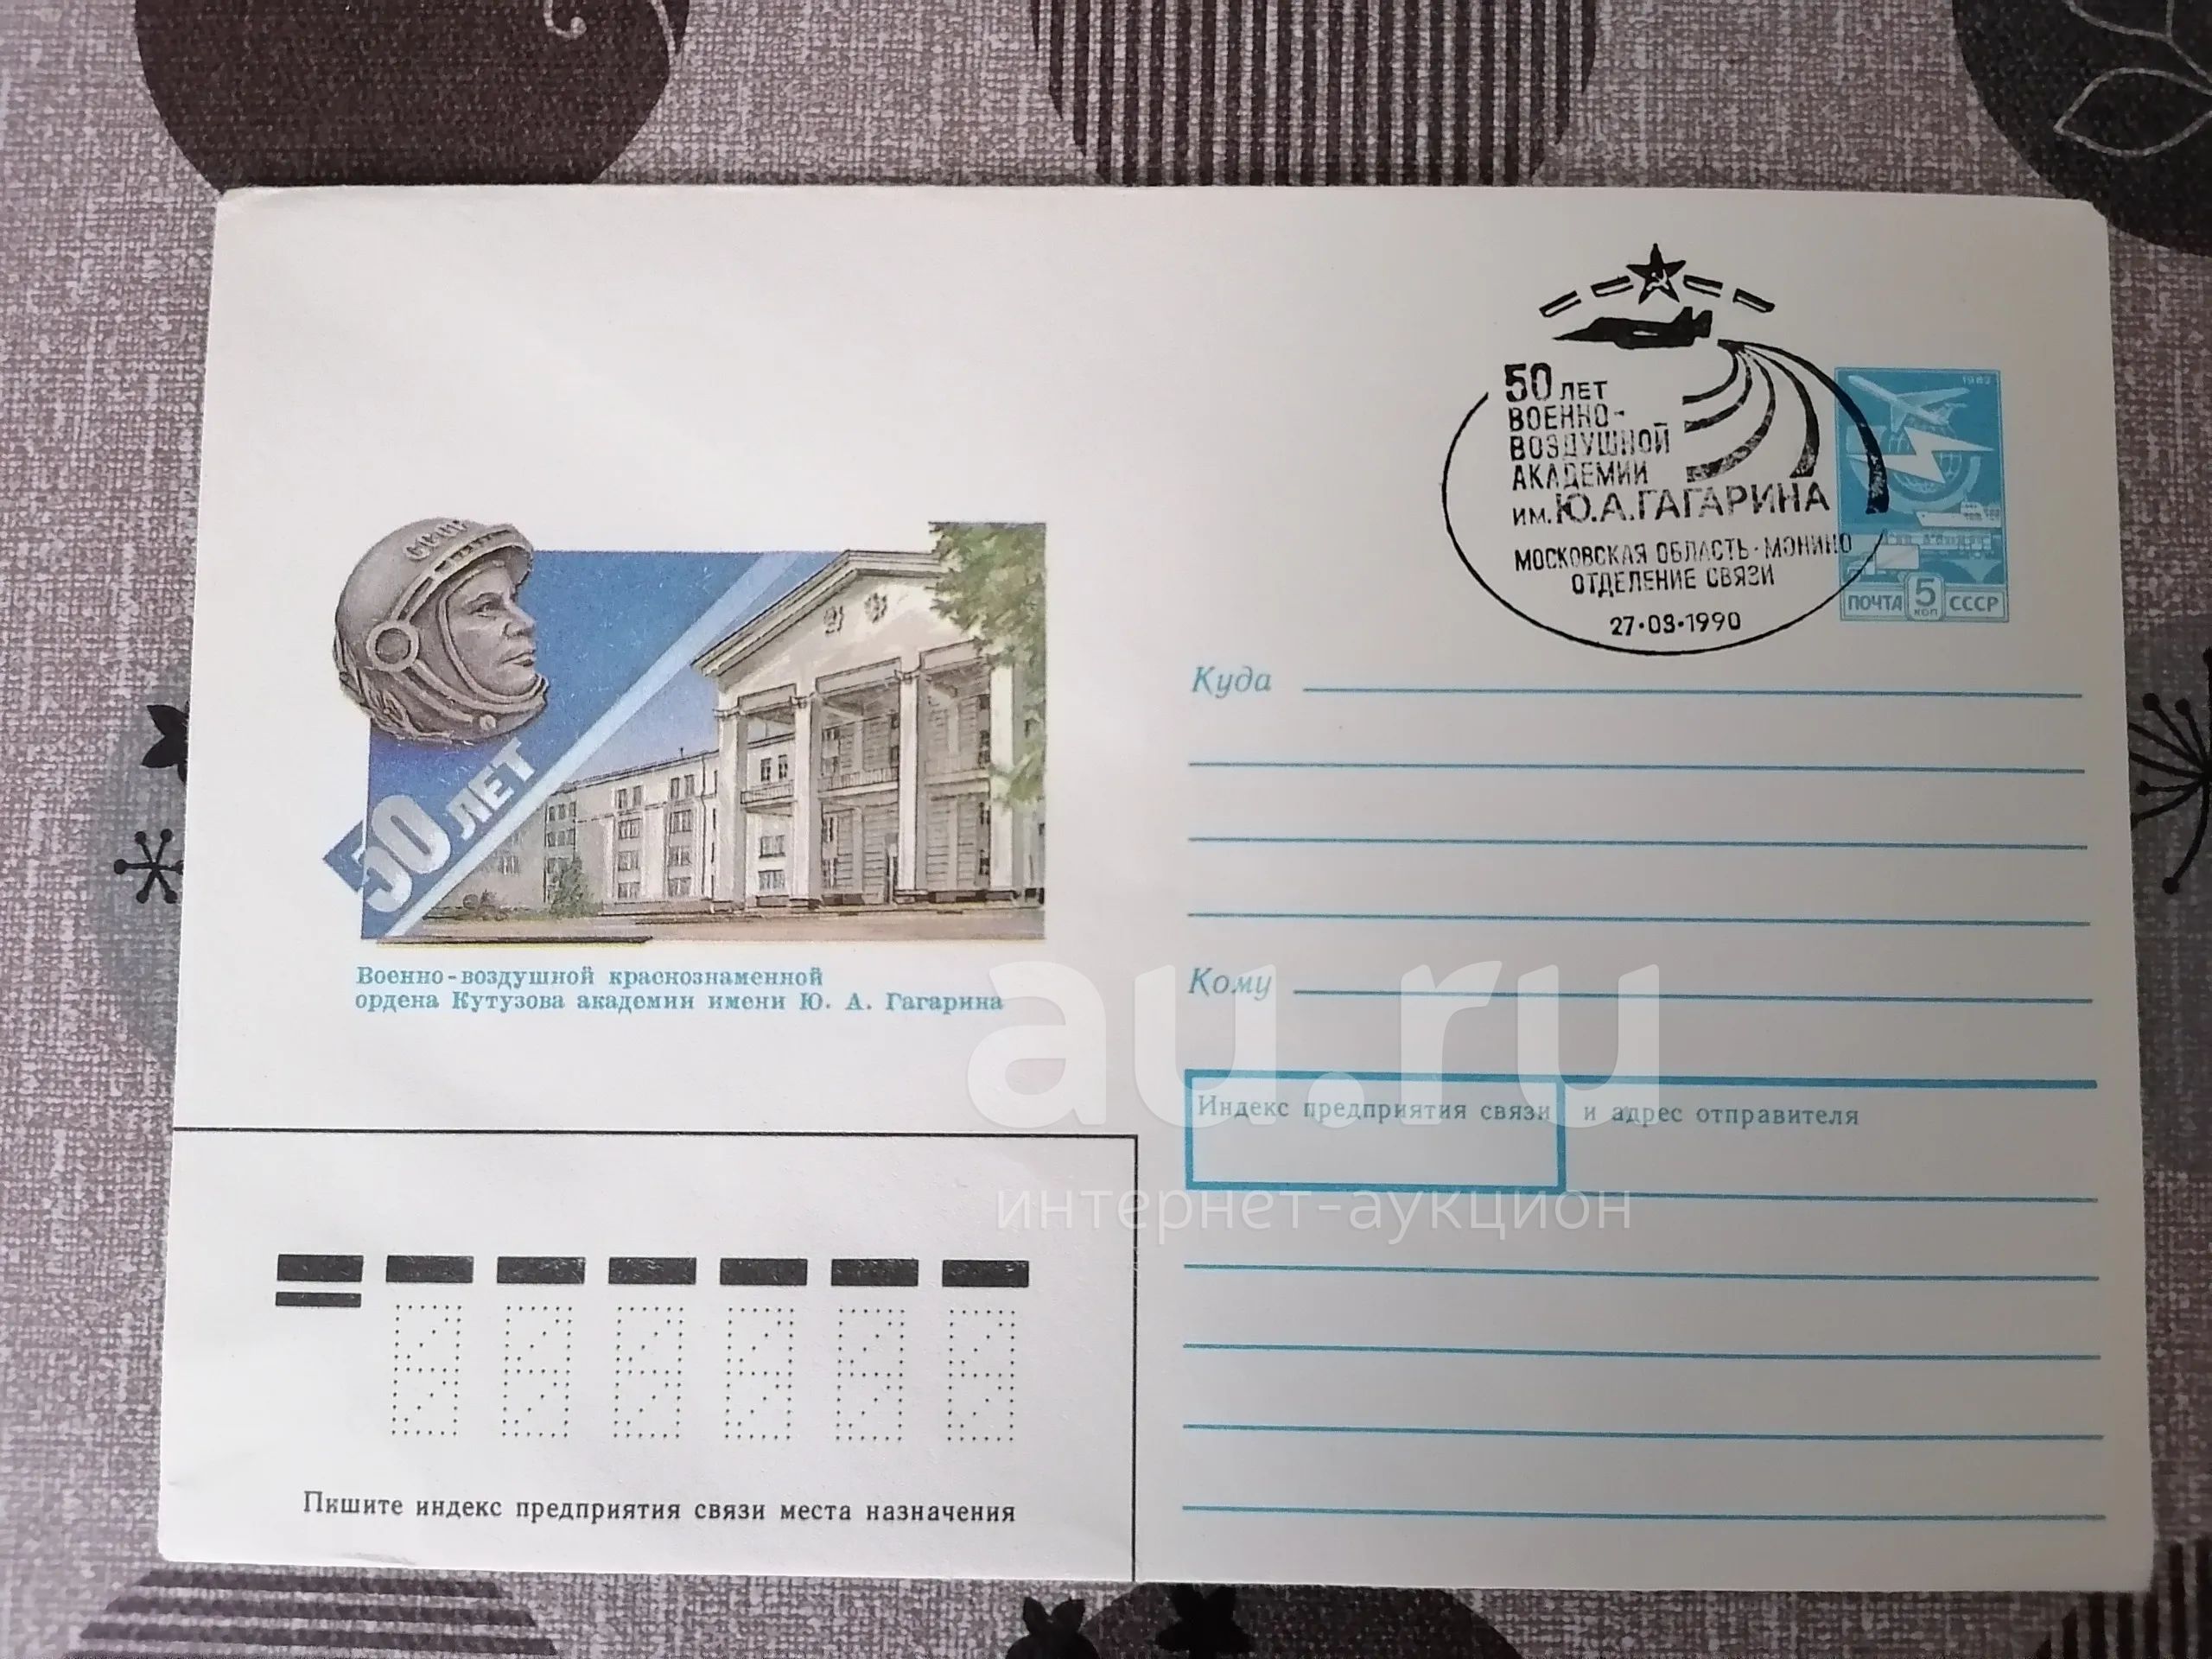 50 ЛЕТ
ВОЕННО-
ВОЗДУШНОЙ
АКАДЕМИИ
ИМ. Ю.А.ГАГАРИНА
МОСКОВСКАЯ ОБЛАСТЬ·МОНИНО
ОТДЕЛЕНИЕ СВЯЗИ
27·03·1990
1982
ПОЧТА 5 КОП СССР
СССР
50 ЛЕТ
Военно-воздушной краснознаменной
ордена Кутузова академии имени Ю. А. Гагарина
Куда
Кому
Индекс предприятия связи и адрес отправителя
Пишите индекс предприятия связи места назначения
au.ru
интернет-аукцион